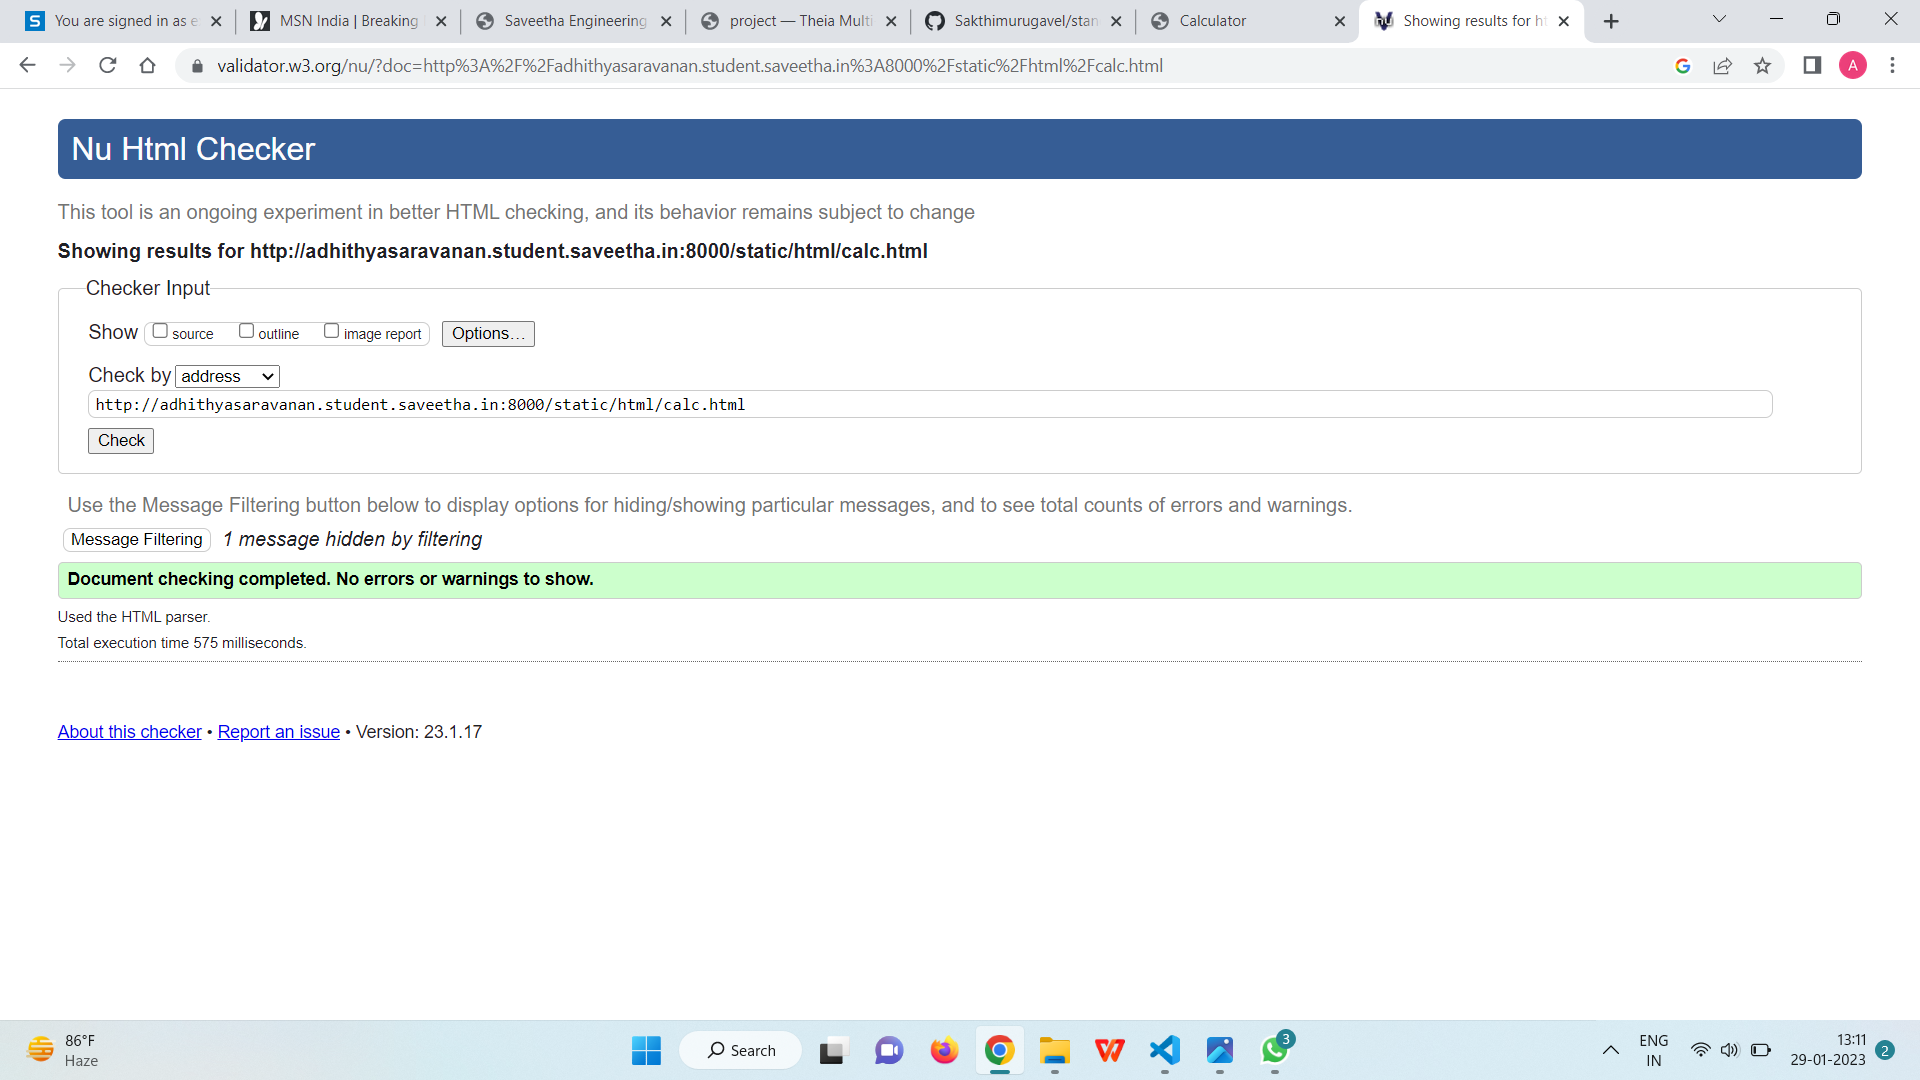 You are signed in as e
MSN India | Breaking
Saveetha Engineering
project — Theia Multi
Sakthimurugavel/stan
Calculator
Showing results for ht
validator.w3.org/nu/?doc=http%3A%2F%2Fadhithyasaravanan.student.saveetha.in%3A8000%2Fstatic%2Fhtml%2Fcalc.html
A
Nu Html Checker
This tool is an ongoing experiment in better HTML checking, and its behavior remains subject to change
Showing results for http://adhithyasaravanan.student.saveetha.in:8000/static/html/calc.html
Checker Input
Show source outline image report Options...
Check by address
http://adhithyasaravanan.student.saveetha.in:8000/static/html/calc.html
Check
Use the Message Filtering button below to display options for hiding/showing particular messages, and to see total counts of errors and warnings.
Message Filtering 1 message hidden by filtering
Document checking completed. No errors or warnings to show.
Used the HTML parser.
Total execution time 575 milliseconds.
About this checker • Report an issue • Version: 23.1.17
86°F
Haze
Search
3
ENG
IN
13:11
29-01-2023
2